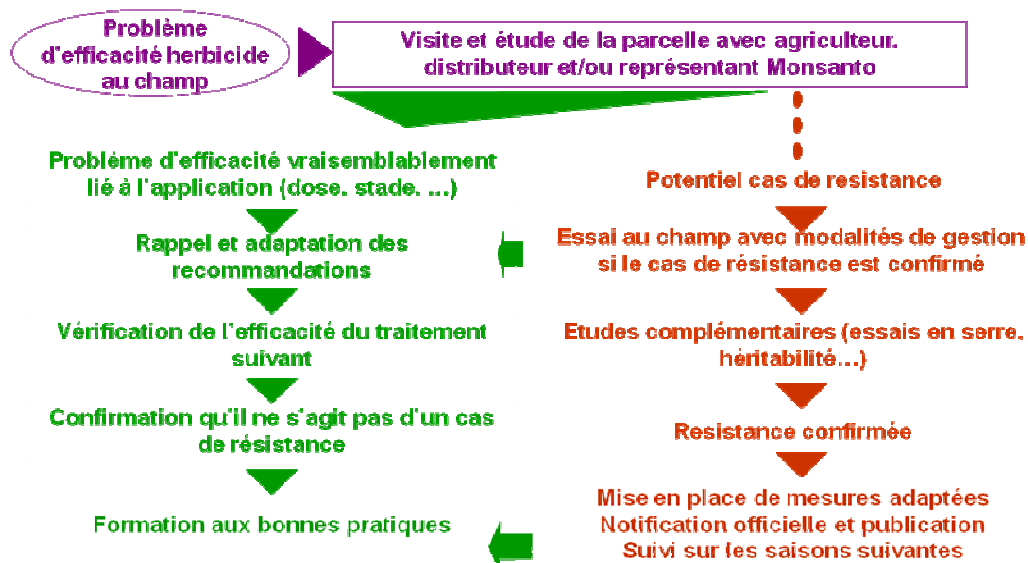 Problème
d'efficacité herbicide
au champ
Visite et étude de la parcelle avec agriculteur.
distributeur et/ou représentant Monsanto
Problème d'efficacité vraisemblablement
lié à l'application (dose. stade. ...)
Rappel et adaptation des
recommandations
Vérification de l'efficacité du traitement
suivant
Confirmation qu'il ne s'agit pas d'un cas
de résistance
Formation aux bonnes pratiques
Potentiel cas de resistance
Essai au champ avec modalités de gestion
si le cas de résistance est confirmé
Etudes complémentaires (essais en serre.
héritabilité...)
Resistance confirmée
Mise en place de mesures adaptées
Notification officielle et publication
Suivi sur les saisons suivantes